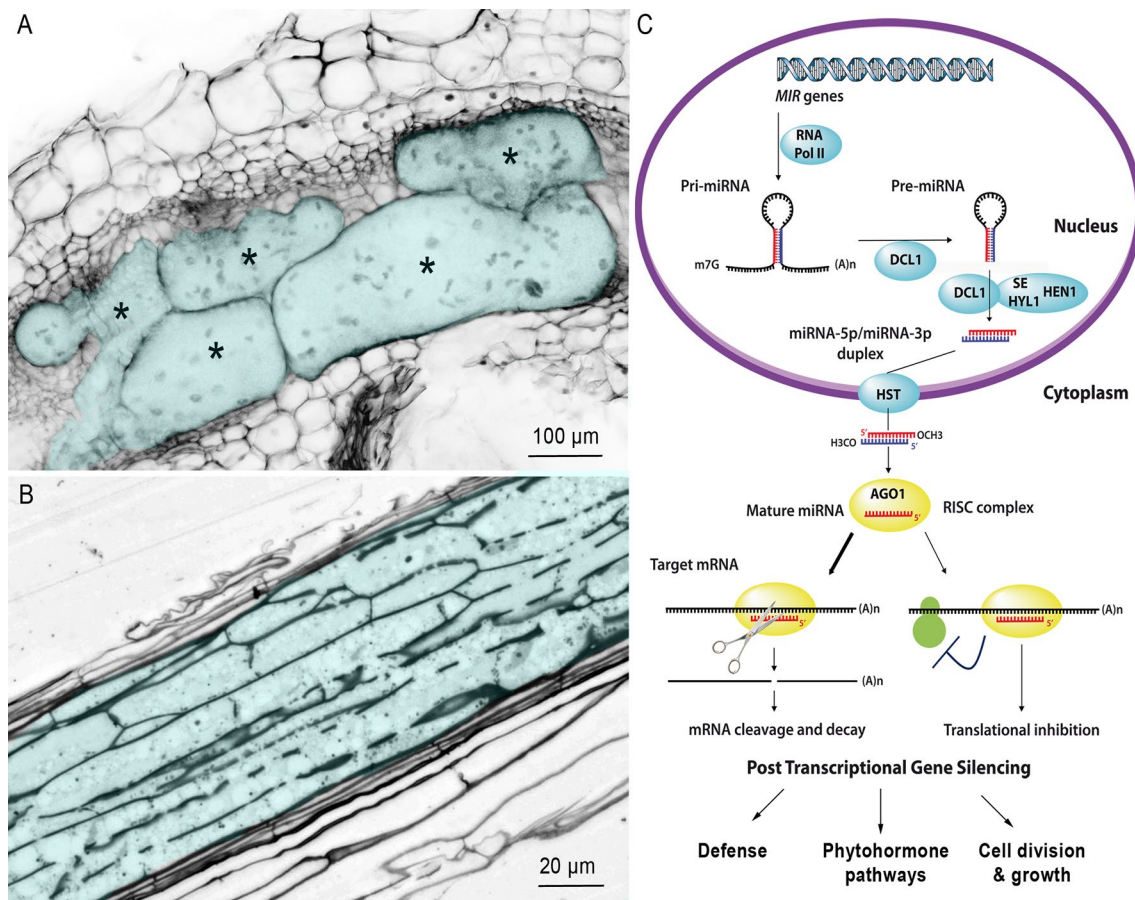 A
*
*
*
*
*
100 µm
B
20 µm
C
MIR genes
RNA
Pol II
Pri-miRNA
Pre-miRNA
Nucleus
m7G
(A)n
DCL1
DCL1
SE
HYL1
HEN1
miRNA-5p/miRNA-3p
duplex
HST
Cytoplasm
5'
OCH3
H3CO
5'
AGO1
5'
Mature miRNA
RISC complex
Target mRNA
(A)n
5'
(A)n
5'
(A)n
mRNA cleavage and decay
Translational inhibition
Post Transcriptional Gene Silencing
Defense
Phytohormone
pathways
Cell division
& growth